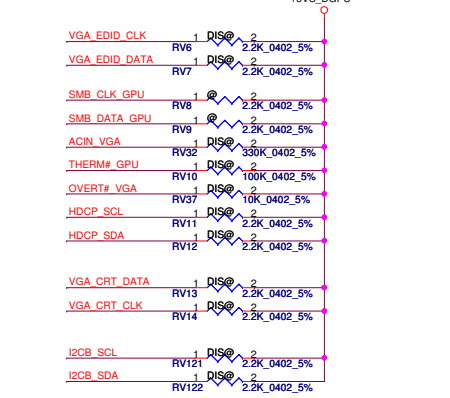 VGA_EDID_CLK 1 DIS@ 2
RV6 2.2K_0402_5%
VGA_EDID_DATA 1 DIS@ 2
RV7 2.2K_0402_5%
SMB_CLK_GPU 1 @ 2
RV8 2.2K_0402_5%
SMB_DATA_GPU 1 @ 2
RV9 2.2K_0402_5%
ACIN_VGA 1 DIS@ 2
RV32 330K_0402_5%
THERM#_GPU 1 DIS@ 2
RV10 100K_0402_5%
OVERT#_VGA 1 DIS@ 2
RV37 10K_0402_5%
HDCP_SCL 1 DIS@ 2
RV11 2.2K_0402_5%
HDCP_SDA 1 DIS@ 2
RV12 2.2K_0402_5%
VGA_CRT_DATA 1 DIS@ 2
RV13 2.2K_0402_5%
VGA_CRT_CLK 1 DIS@ 2
RV14 2.2K_0402_5%
I2CB_SCL 1 DIS@ 2
RV121 2.2K_0402_5%
I2CB_SDA 1 DIS@ 2
RV122 2.2K_0402_5%